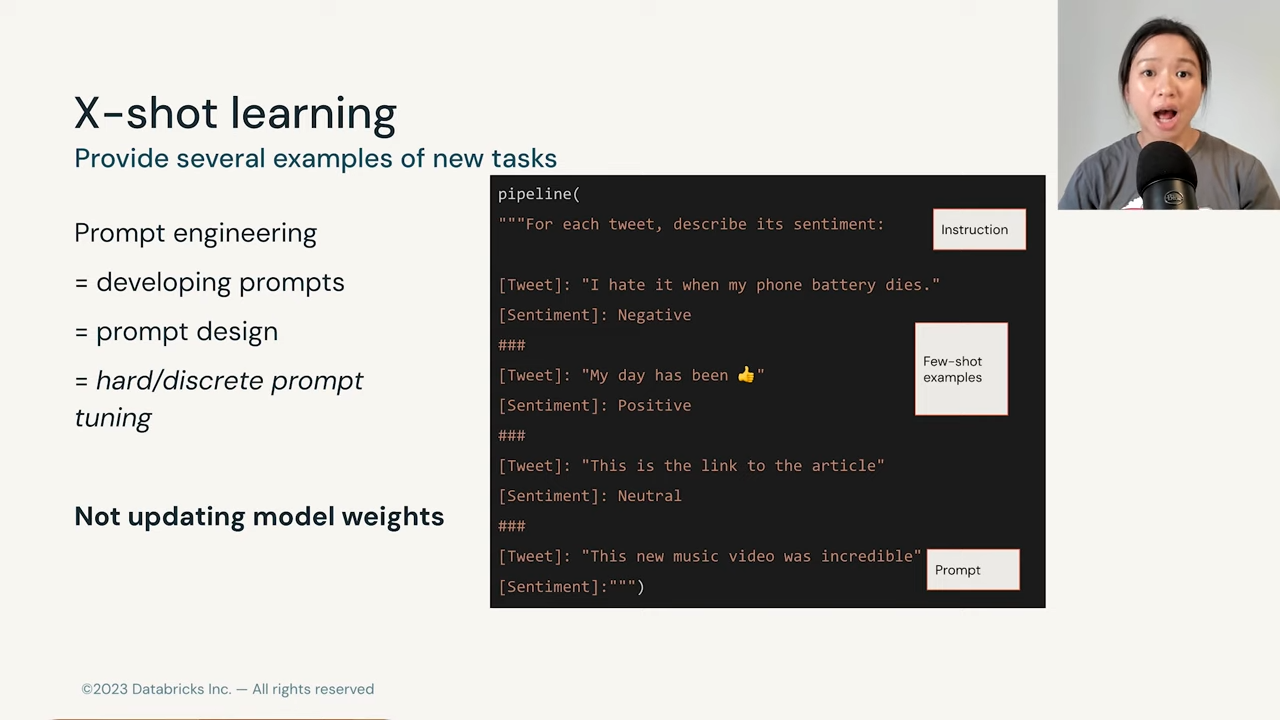 X-shot learning
Provide several examples of new tasks
Prompt engineering
= developing prompts
= prompt design
= hard/discrete prompt
tuning
Not updating model weights
pipeline(
"""For each tweet, describe its sentiment:
Instruction
[Tweet]: "I hate it when my phone battery dies."
[Sentiment]: Negative
###
[Tweet]: "My day has been 👍"
[Sentiment]: Positive
###
[Tweet]: "This is the link to the article"
[Sentiment]: Neutral
###
[Tweet]: "This new music video was incredible"
[Sentiment]:""")
Few-shot
examples
Prompt
©2023 Databricks Inc. — All rights reserved